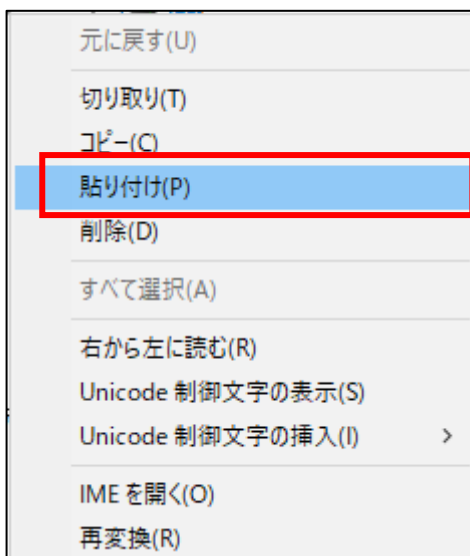 元に戻す(U)
切り取り(T)
コピー(C)
貼り付け(P)
削除(D)
すべて選択(A)
右から左に読む(R)
Unicode 制御文字の表示(S)
Unicode 制御文字の挿入(I)
IME を開く(O)
再変換(R)